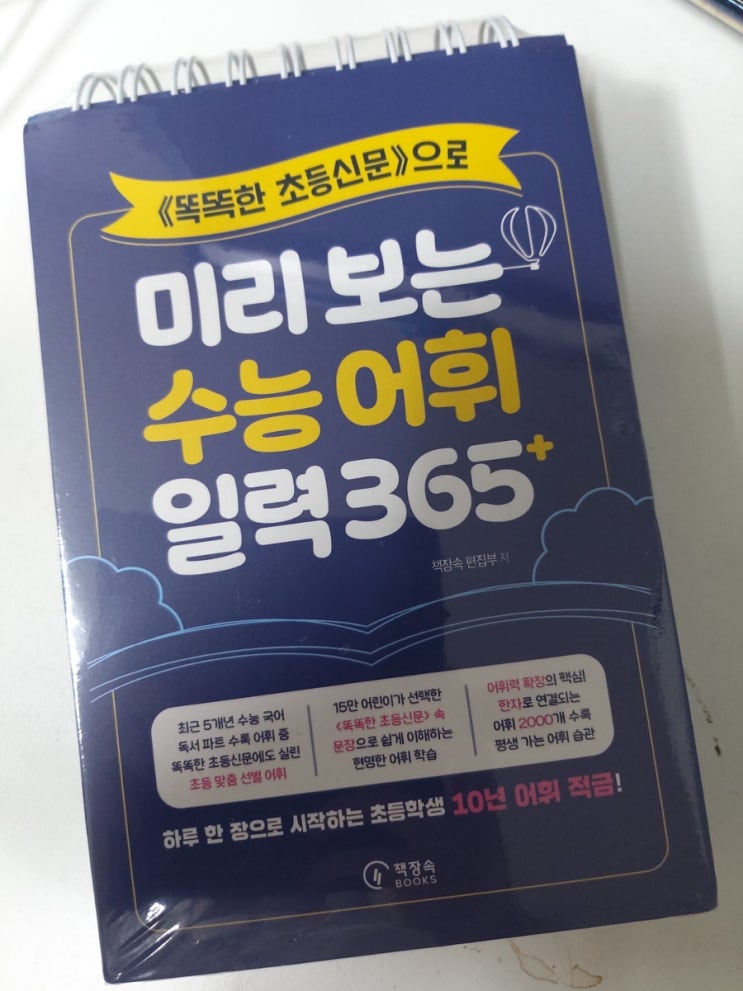 《똑똑한 초등신문》으로
미리 보는
수능 어휘
일력 365+
책장속 편집부 저
최근 5개년 수능 국어
독서 파트 수록 어휘 중
똑똑한 초등신문에도 실린
초등 맞춤 선별 어휘
15만 어린이가 선택한
《똑똑한 초등신문》 속
문장으로 쉽게 이해하는
현명한 어휘 학습
어휘력 확장의 핵심!
한자로 연결되는
어휘 2000개 수록
평생 가는 어휘 습관
하루 한 장으로 시작하는 초등학생 10년 어휘 적금!
책장속
BOOKS